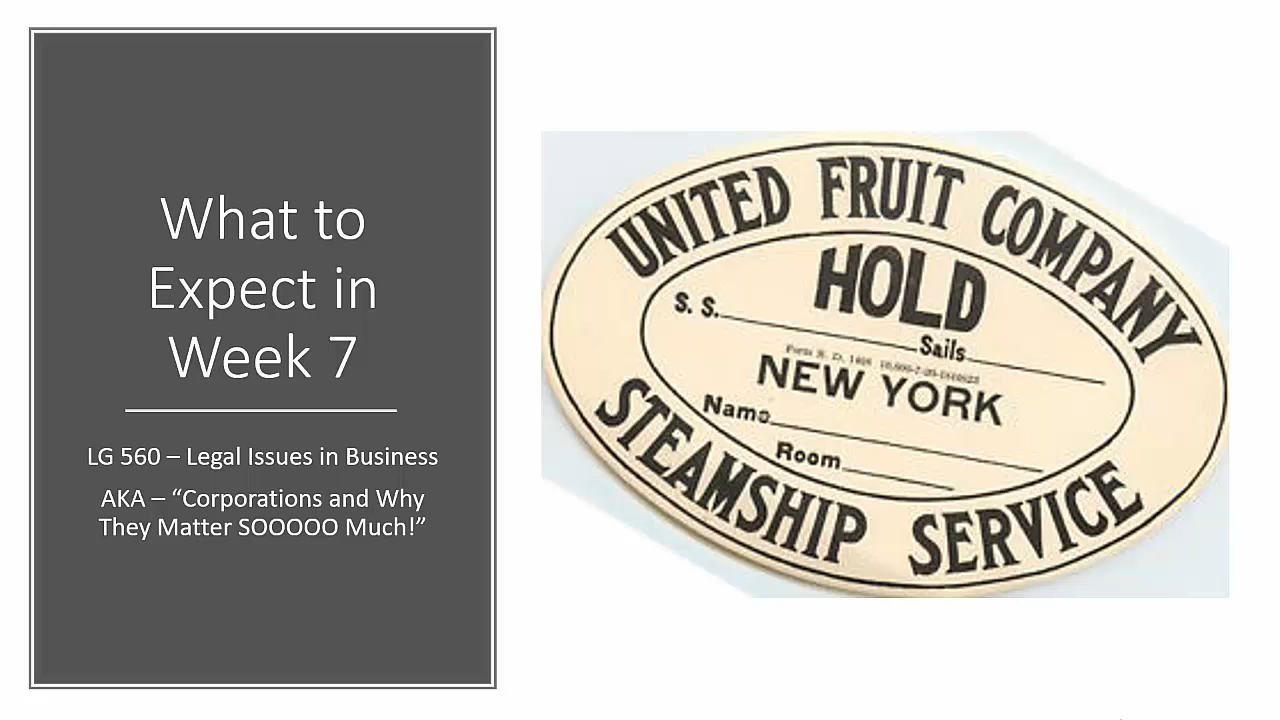 What to
Expect in
Week 7
LG 560 – Legal Issues in Business
AKA – “Corporations and Why
They Matter SOOOOO Much!”
UNITED FRUIT COMPANY
HOLD
S. S. Sails
NEW YORK
Name
Room
STEAMSHIP SERVICE